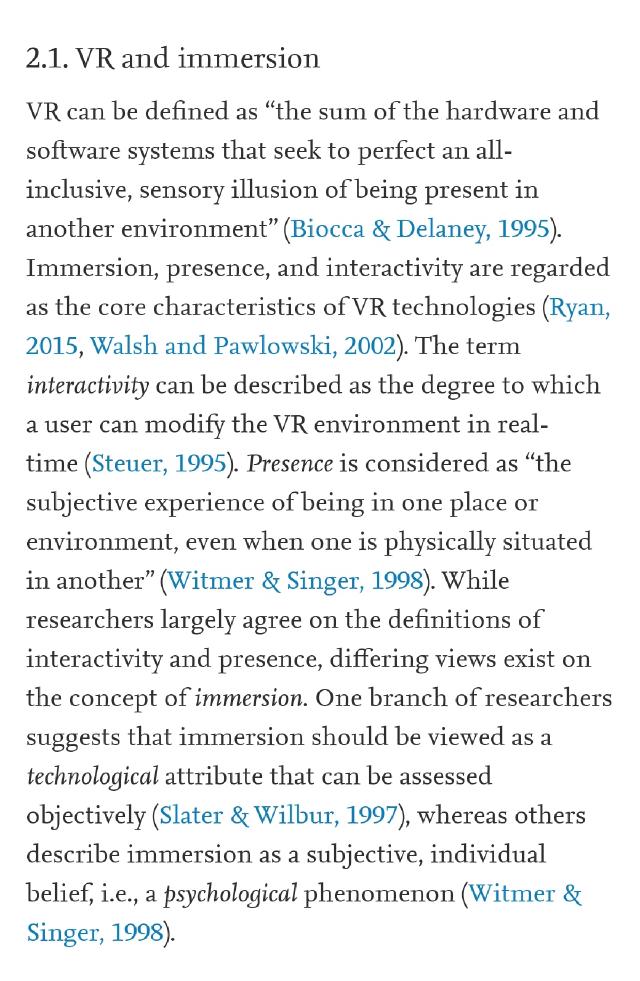 2.1. VR and immersion
VR can be defined as “the sum of the hardware and
software systems that seek to perfect an all-
inclusive, sensory illusion of being present in
another environment” (Biocca & Delaney, 1995).
Immersion, presence, and interactivity are regarded
as the core characteristics of VR technologies (Ryan,
2015, Walsh and Pawlowski, 2002). The term
interactivity can be described as the degree to which
a user can modify the VR environment in real-
time (Steuer, 1995). Presence is considered as “the
subjective experience of being in one place or
environment, even when one is physically situated
in another” (Witmer & Singer, 1998). While
researchers largely agree on the definitions of
interactivity and presence, differing views exist on
the concept of immersion. One branch of researchers
suggests that immersion should be viewed as a
technological attribute that can be assessed
objectively (Slater & Wilbur, 1997), whereas others
describe immersion as a subjective, individual
belief, i.e., a psychological phenomenon (Witmer &
Singer, 1998).